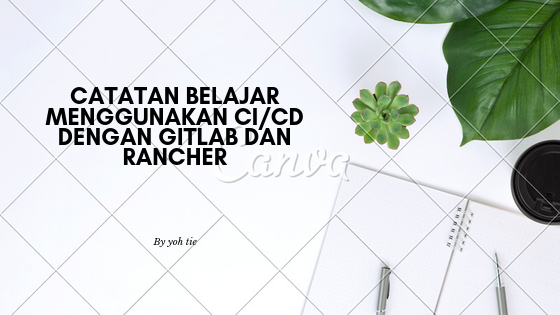 CATATAN BELAJAR
MENGGUNAKAN CI/CD
DENGAN GITLAB DAN
RANCHER
Canva
By yoh tie